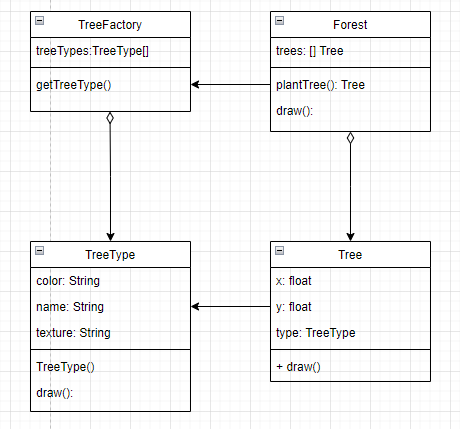 TreeFactory
treeTypes:TreeType[]
getTreeType()
Forest
trees: [] Tree
plantTree(): Tree
draw():
TreeType
color: String
name: String
texture: String
TreeType()
draw():
Tree
x: float
y: float
type: TreeType
+ draw()